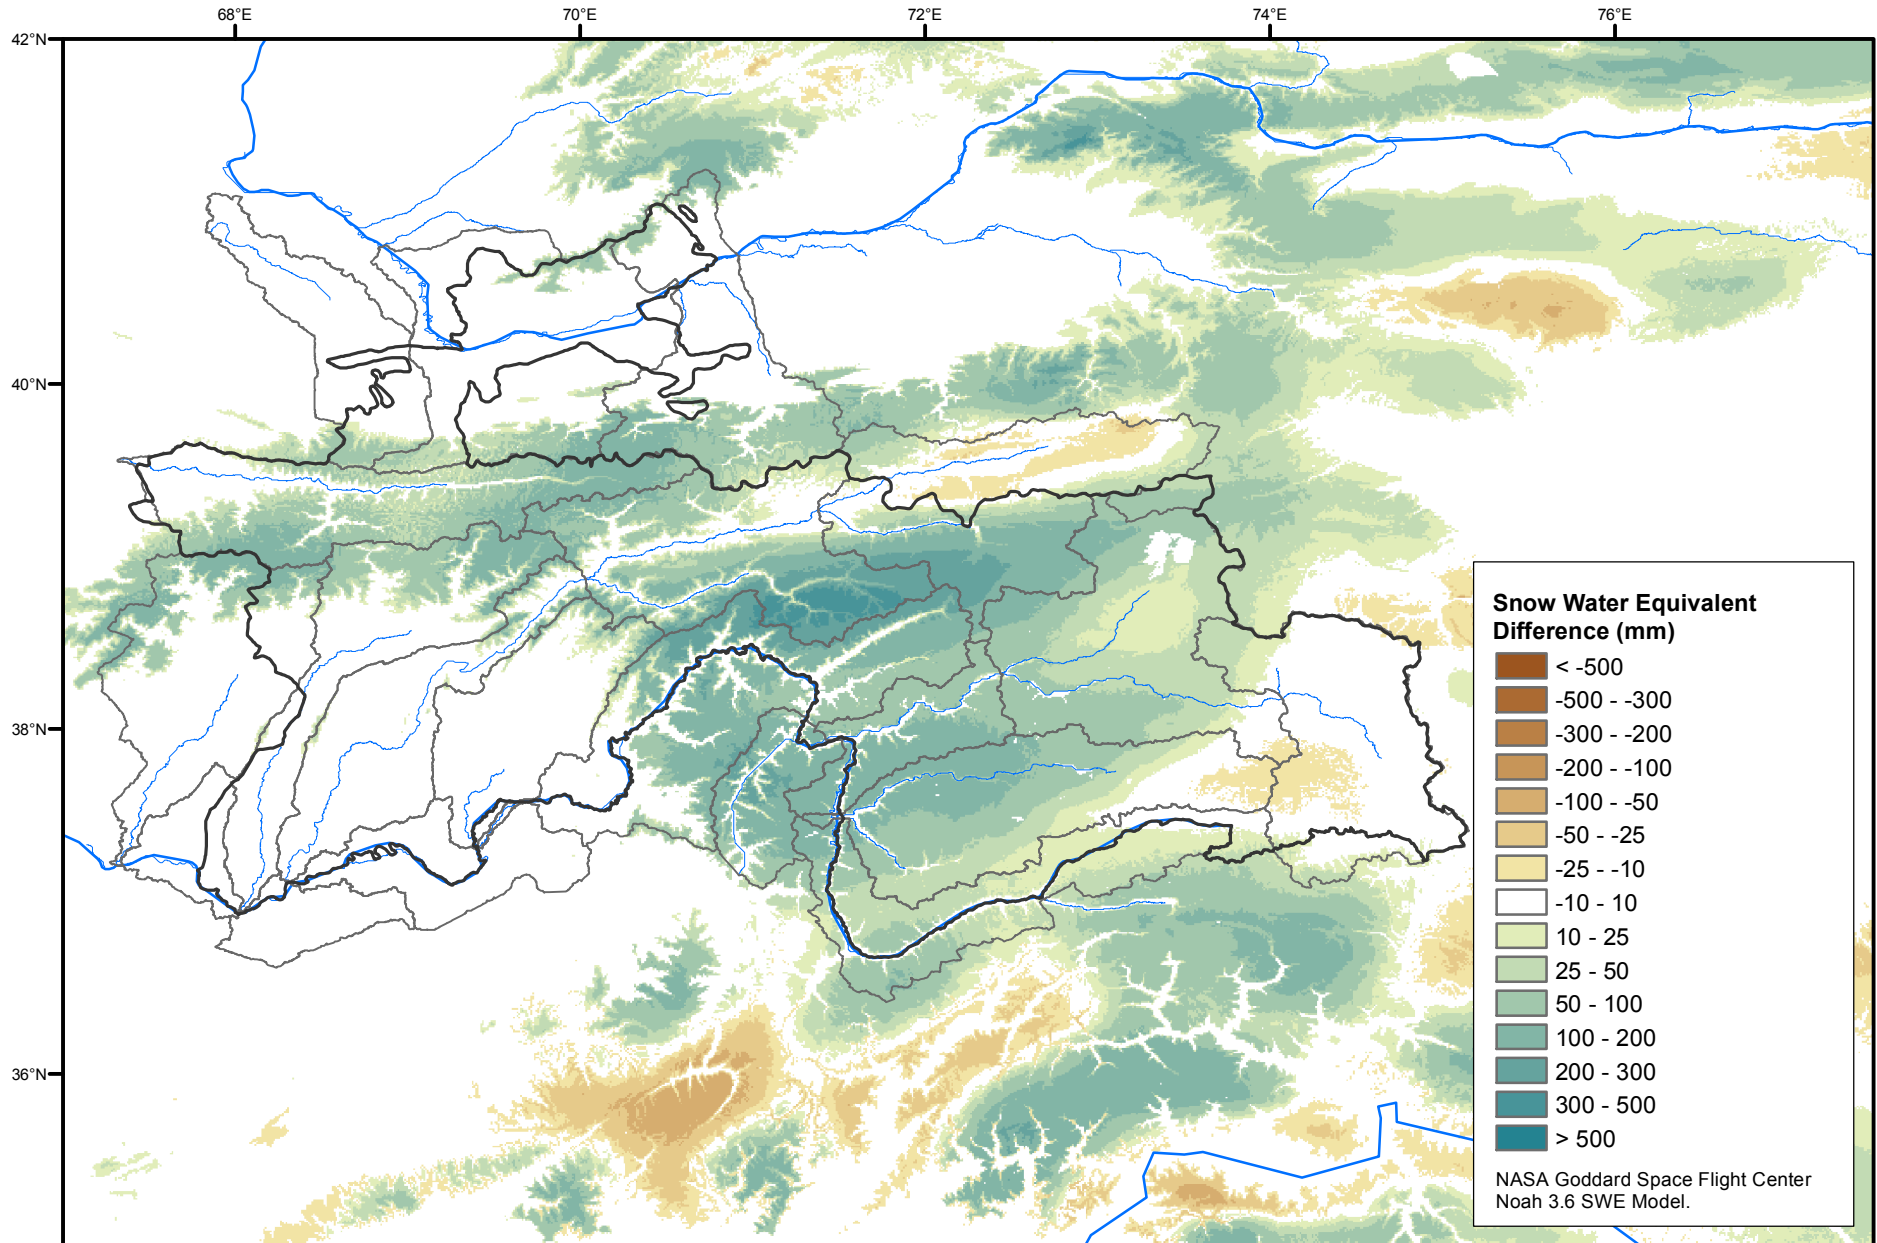 68°E
70°E
72°E
74°E
76°E
42°N
40°N
38°N
36°N
Snow Water Equivalent
Difference (mm)
< -500
-500 - -300
-300 - -200
-200 - -100
-100 - -50
-50 - -25
-25 - -10
-10 - 10
10 - 25
25 - 50
50 - 100
100 - 200
200 - 300
300 - 500
> 500
NASA Goddard Space Flight Center
Noah 3.6 SWE Model.